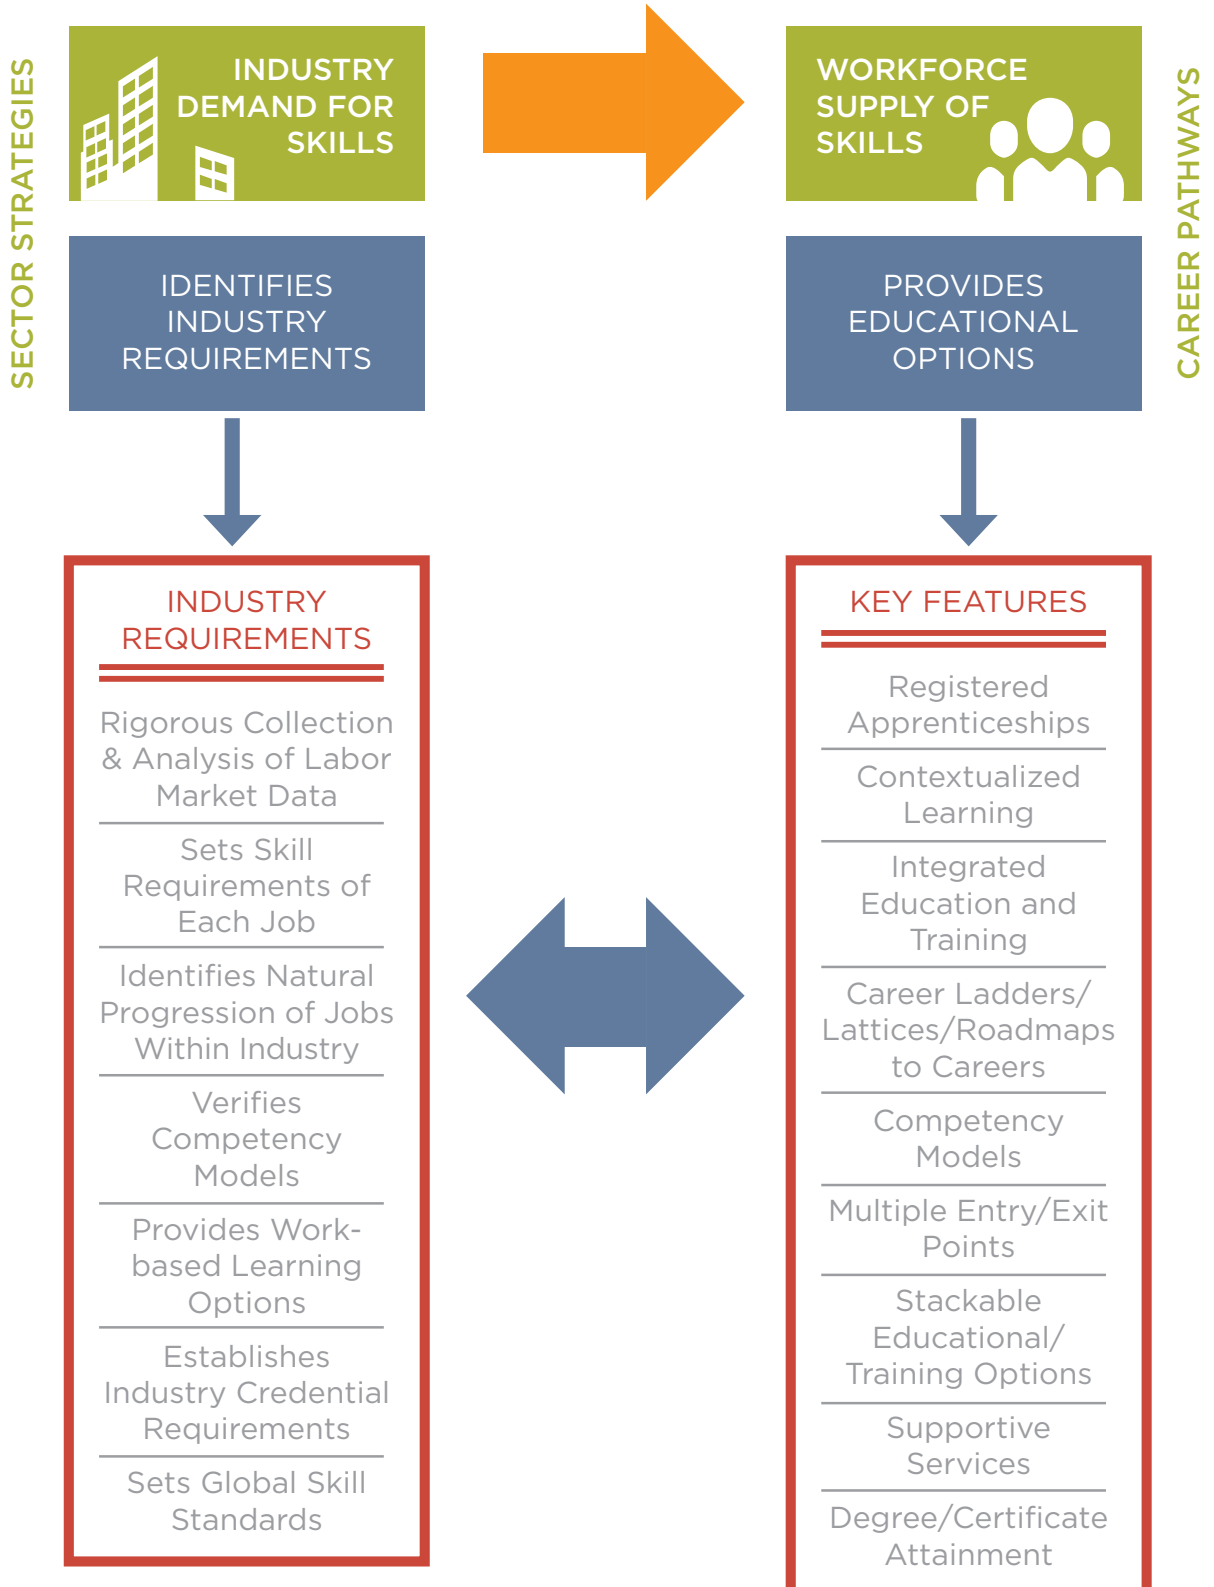 SECTOR STRATEGIES
INDUSTRY
DEMAND FOR
SKILLS
IDENTIFIES
INDUSTRY
REQUIREMENTS
INDUSTRY
REQUIREMENTS
Rigorous Collection
& Analysis of Labor
Market Data
Sets Skill
Requirements of
Each Job
Identifies Natural
Progression of Jobs
Within Industry
Verifies
Competency
Models
Provides Work-
based Learning
Options
Establishes
Industry Credential
Requirements
Sets Global Skill
Standards
WORKFORCE
SUPPLY OF
SKILLS
PROVIDES
EDUCATIONAL
OPTIONS
KEY FEATURES
Registered
Apprenticeships
Contextualized
Learning
Integrated
Education and
Training
Career Ladders/
Lattices/Roadmaps
to Careers
Competency
Models
Multiple Entry/Exit
Points
Stackable
Educational/
Training Options
Supportive
Services
Degree/Certificate
Attainment
CAREER PATHWAYS